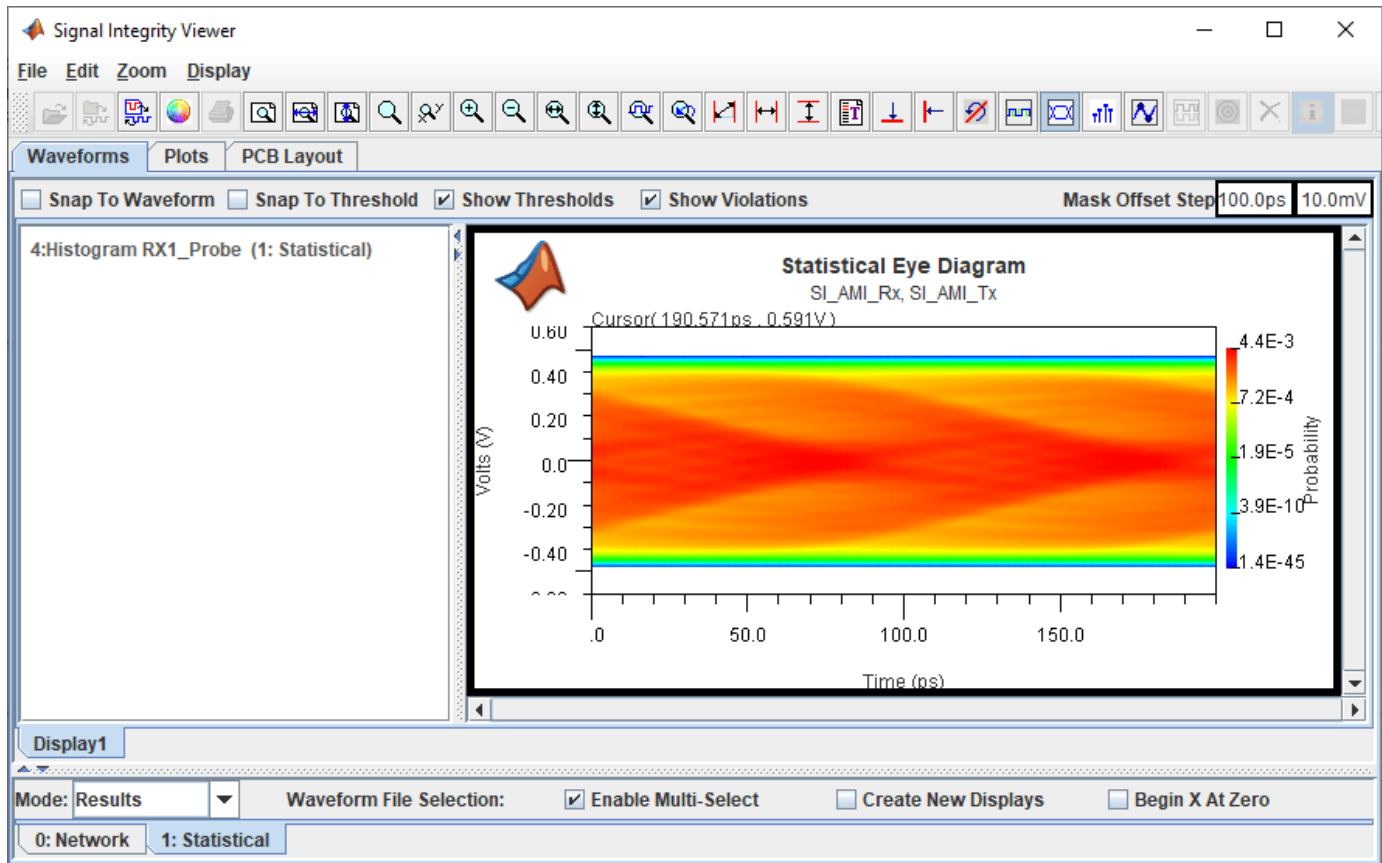 Signal Integrity Viewer
File Edit Zoom Display
Waveforms Plots PCB Layout
Snap To Waveform Snap To Threshold Show Thresholds Show Violations Mask Offset Step 100.0ps 10.0mV
4:Histogram RX1_Probe (1: Statistical)
Statistical Eye Diagram
SI_AMI_Rx, SI_AMI_Tx
Cursor( 190.571ps , 0.591V )
0.60
0.40
0.20
0.0
-0.20
-0.40
Volts (V)
4.4E-3
7.2E-4
1.9E-5
3.9E-10
1.4E-45
Probability
.0 50.0 100.0 150.0
Time (ps)
Display1
Mode: Results Waveform File Selection: Enable Multi-Select Create New Displays Begin X At Zero
0: Network 1: Statistical